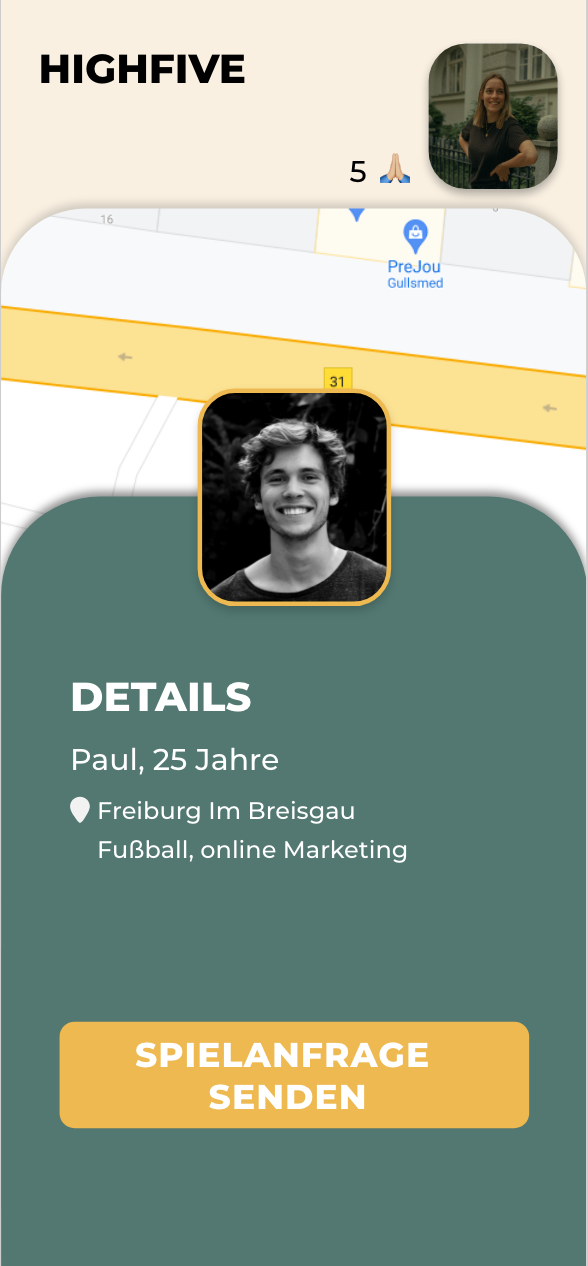 HIGHFIVE
5 🙏🏼
16
PreJou
Gullsmed
31
DETAILS
Paul, 25 Jahre
Freiburg Im Breisgau
Fußball, online Marketing
SPIELANFRAGE
SENDEN